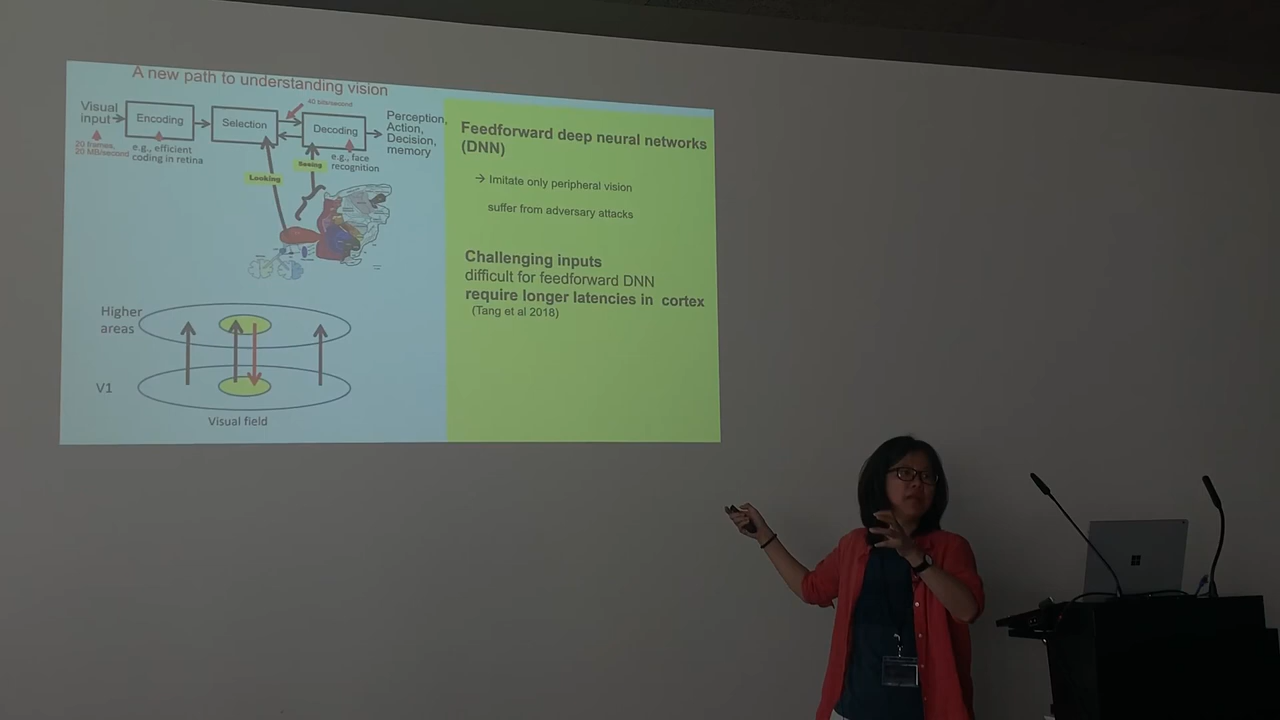 A new path to understanding vision
Visual
input
20 frames,
20 MB/second
Encoding
e.g., efficient
coding in retina
Selection
40 bits/second
Decoding
e.g., face
recognition
Perception,
Action,
Decision,
memory
Looking
Seeing
Higher
areas
V1
Visual field
Feedforward deep neural networks
(DNN)
→ Imitate only peripheral vision
suffer from adversary attacks
Challenging inputs
difficult for feedforward DNN
require longer latencies in cortex
(Tang et al 2018)